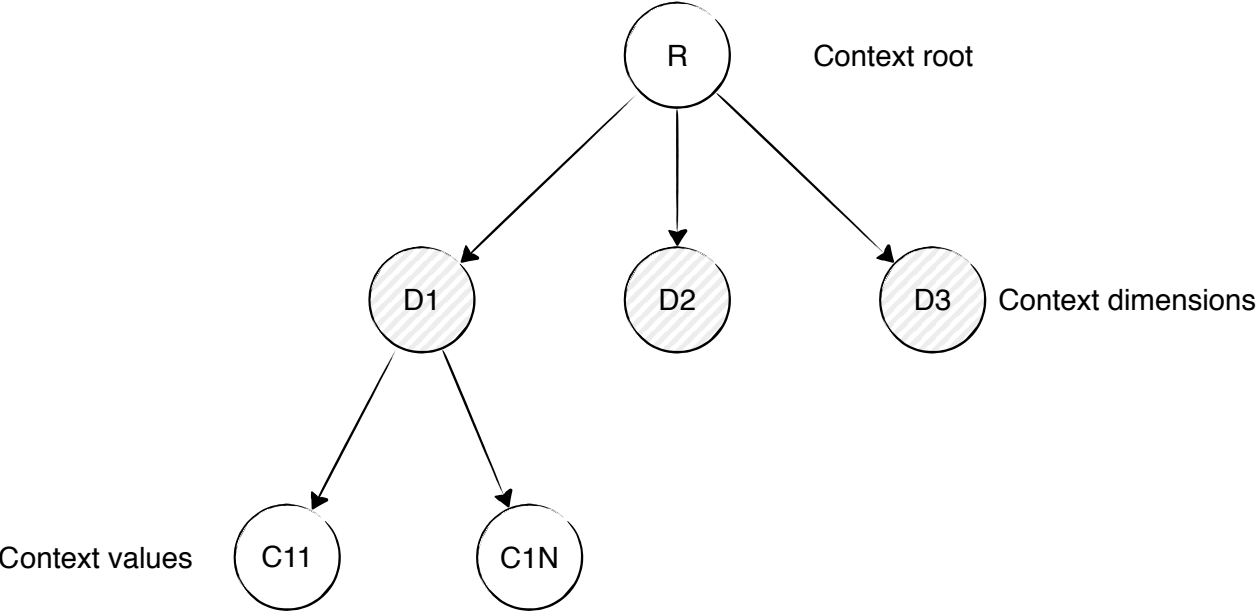 R
Context root
D1
D2
D3
Context dimensions
Context values
C11
C1N